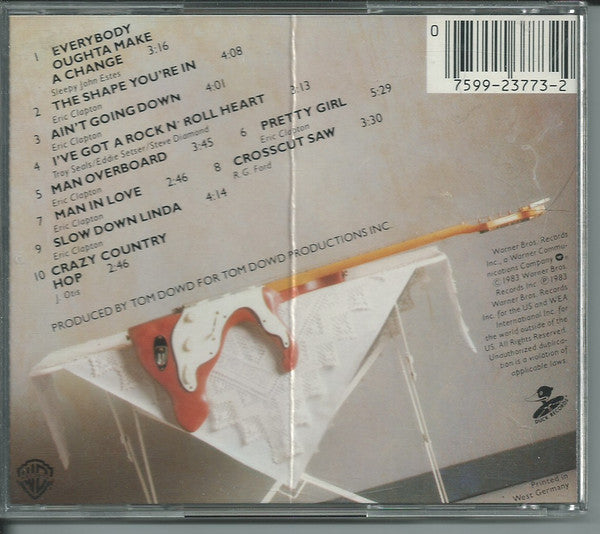 1 EVERYBODY
OUGHTA MAKE
A CHANGE 3:16
Sleepy John Estes
2 THE SHAPE YOU'RE IN 4:08
Eric Clapton
3 AIN'T GOING DOWN 4:01
Eric Clapton
4 I'VE GOT A ROCK N' ROLL HEART 3:13
Troy Seals/Eddie Setser/Steve Diamond
5 MAN OVERBOARD 3:45
Eric Clapton
6 PRETTY GIRL 5:29
Eric Clapton
7 MAN IN LOVE 2:46
Eric Clapton
8 CROSSCUT SAW 3:30
R.G. Ford
9 SLOW DOWN LINDA 4:14
Eric Clapton
10 CRAZY COUNTRY
HOP 2:46
J. Otis
PRODUCED BY TOM DOWD FOR TOM DOWD PRODUCTIONS INC.
0
7599-23773-2
Warner Bros. Records
Inc., a Warner Commu-
nications Company
© 1983 Warner Bros.
Records Inc ℗ 1983
Warner Bros. Records
Inc. for the US and WEA
International Inc. for
the world outside of the
US. All Rights Reserved.
Unauthorized duplica-
tion is a violation of
applicable laws.
DUCK RECORDS
Printed in
West Germany